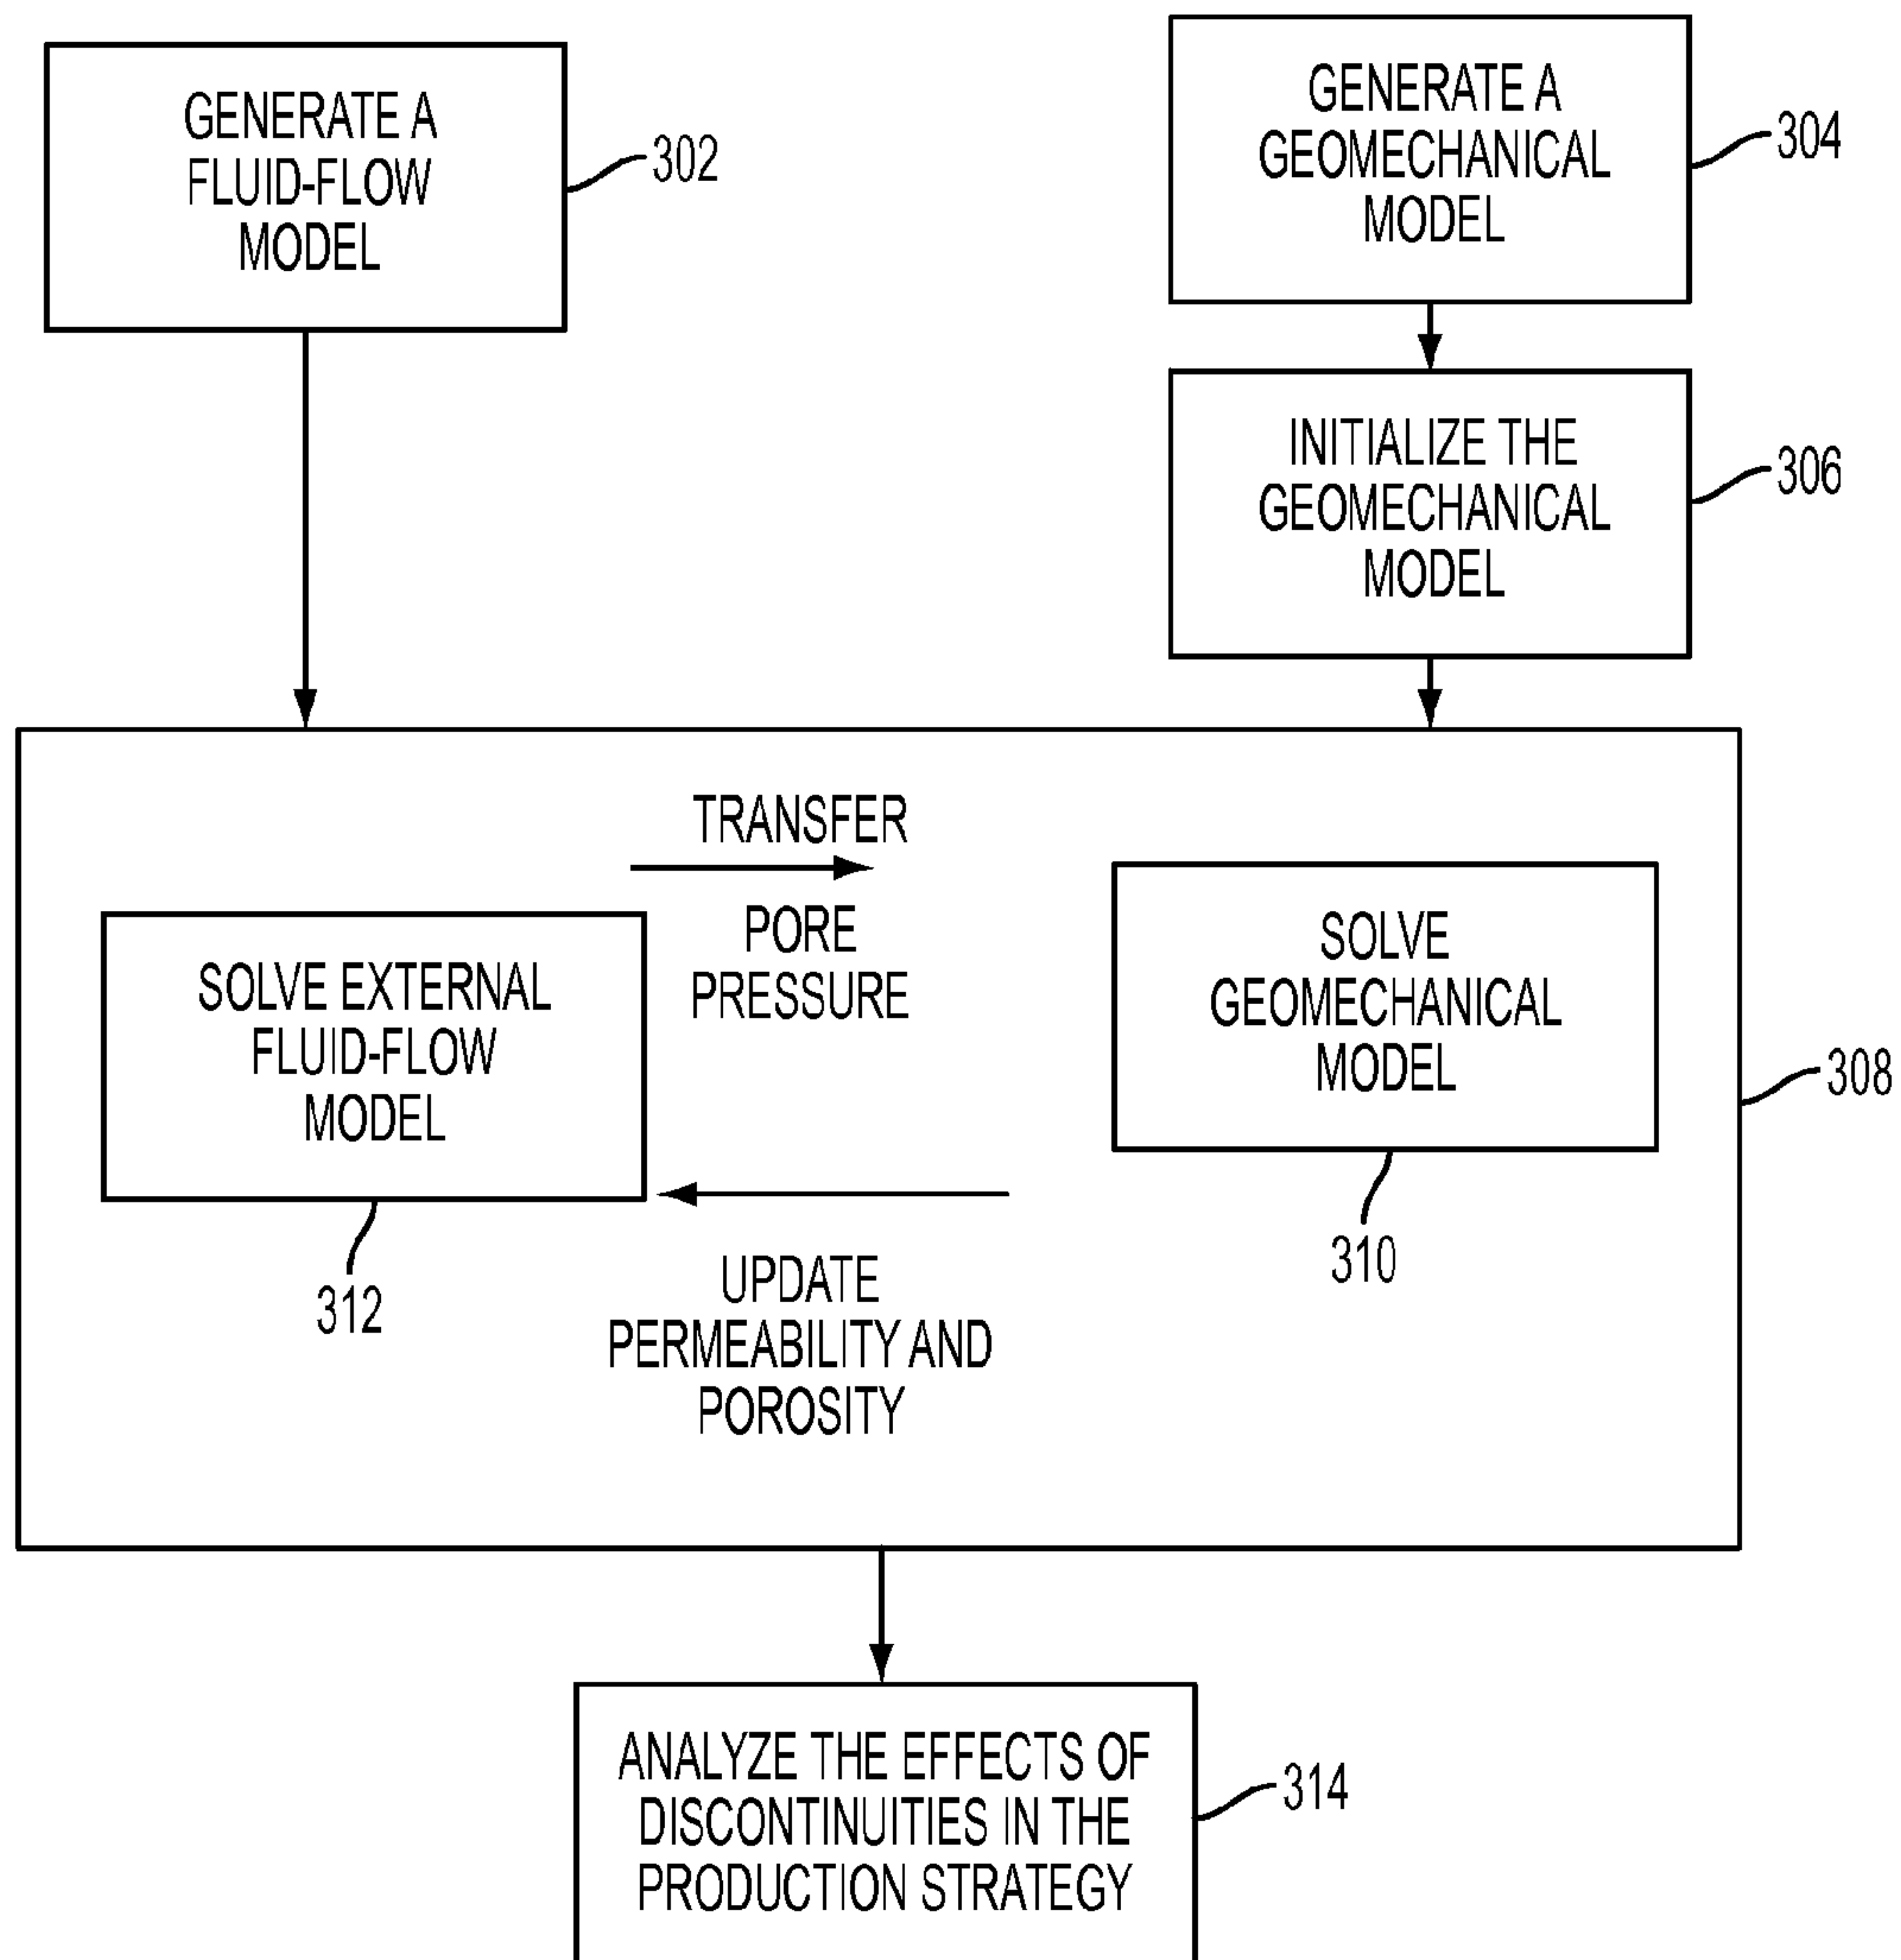 GENERATE A
FLUID-FLOW
MODEL
302
GENERATE A
GEOMECHANICAL
MODEL
304
INITIALIZE THE
GEOMECHANICAL
MODEL
306
TRANSFER
PORE
PRESSURE
SOLVE EXTERNAL
FLUID-FLOW
MODEL
312
SOLVE
GEOMECHANICAL
MODEL
310
308
UPDATE
PERMEABILITY AND
POROSITY
ANALYZE THE EFFECTS OF
DISCONTINUITIES IN THE
PRODUCTION STRATEGY
314